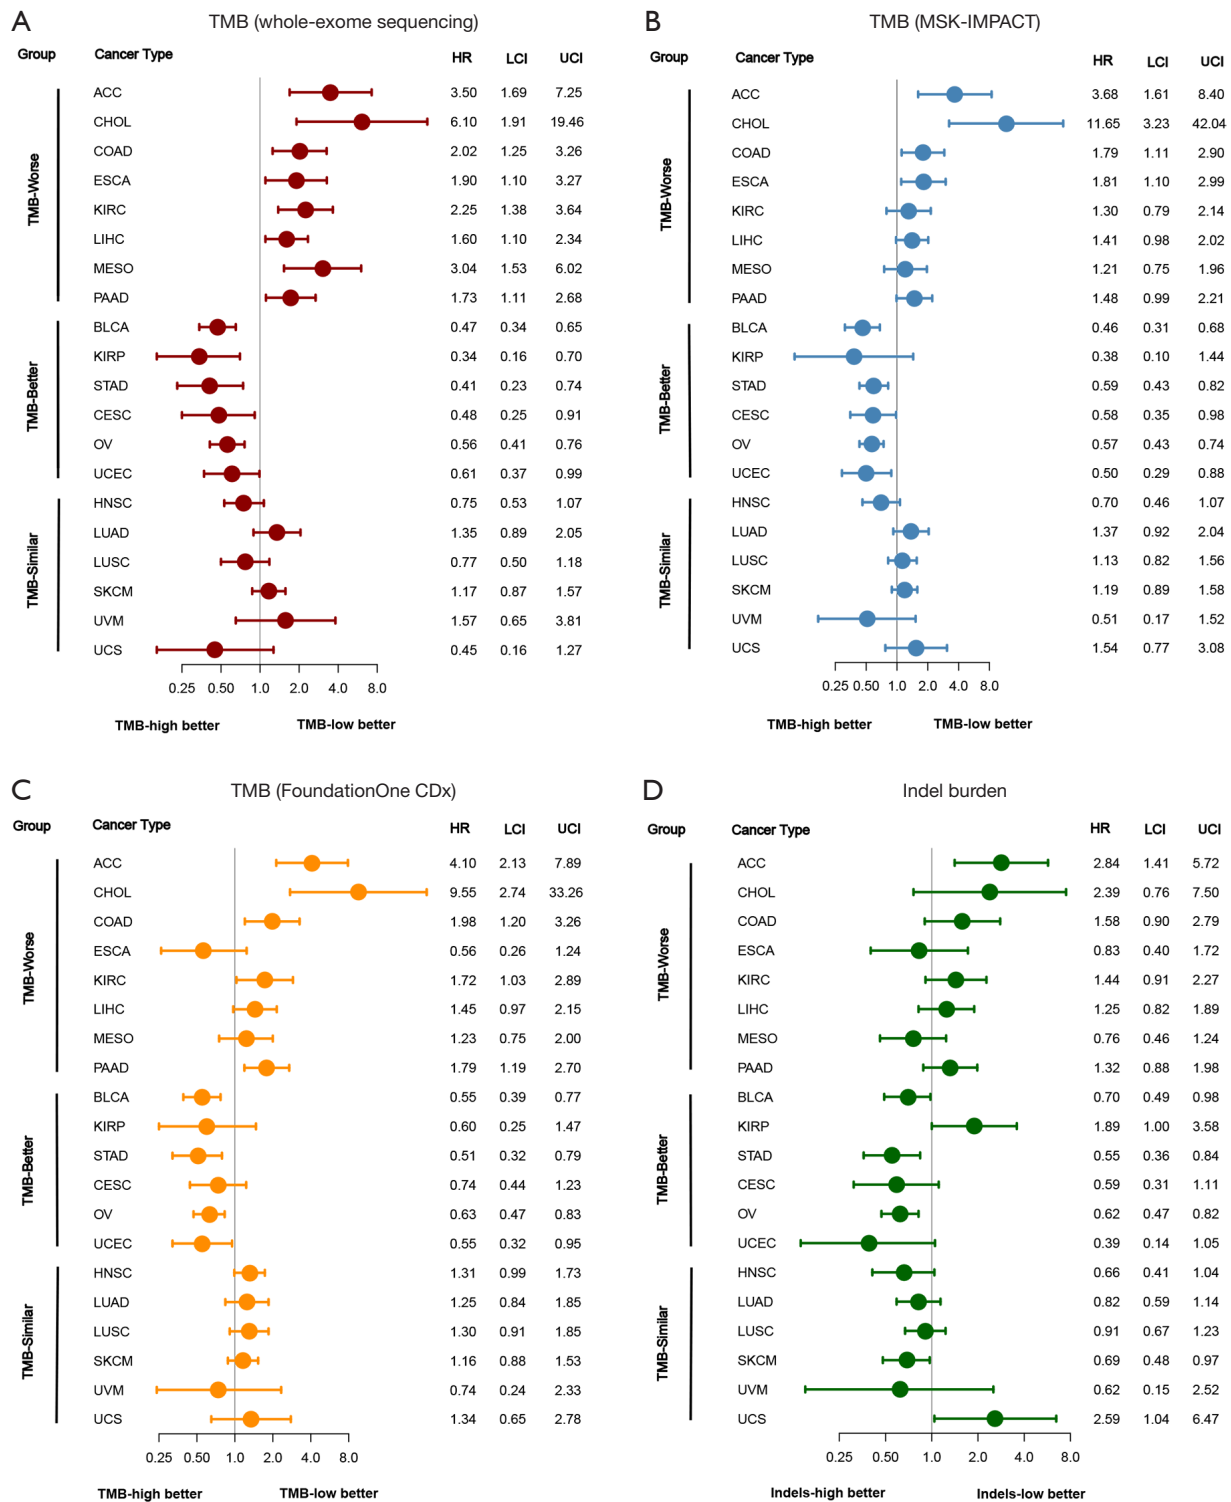 A
TMB (whole-exome sequencing)
Group Cancer Type HR LCI UCI
TMB-Worse
ACC 3.50 1.69 7.25
CHOL 6.10 1.91 19.46
COAD 2.02 1.25 3.26
ESCA 1.90 1.10 3.27
KIRC 2.25 1.38 3.64
LIHC 1.60 1.10 2.34
MESO 3.04 1.53 6.02
PAAD 1.73 1.11 2.68
TMB-Better
BLCA 0.47 0.34 0.65
KIRP 0.34 0.16 0.70
STAD 0.41 0.23 0.74
CESC 0.48 0.25 0.91
OV 0.56 0.41 0.76
UCEC 0.61 0.37 0.99
TMB-Similar
HNSC 0.75 0.53 1.07
LUAD 1.35 0.89 2.05
LUSC 0.77 0.50 1.18
SKCM 1.17 0.87 1.57
UVM 1.57 0.65 3.81
UCS 0.45 0.16 1.27
0.25 0.50 1.0 2.0 4.0 8.0
TMB-high better TMB-low better
B
TMB (MSK-IMPACT)
Group Cancer Type HR LCI UCI
TMB-Worse
ACC 3.68 1.61 8.40
CHOL 11.65 3.23 42.04
COAD 1.79 1.11 2.90
ESCA 1.81 1.10 2.99
KIRC 1.30 0.79 2.14
LIHC 1.41 0.98 2.02
MESO 1.21 0.75 1.96
PAAD 1.48 0.99 2.21
TMB-Better
BLCA 0.46 0.31 0.68
KIRP 0.38 0.10 1.44
STAD 0.59 0.43 0.82
CESC 0.58 0.35 0.98
OV 0.57 0.43 0.74
UCEC 0.50 0.29 0.88
TMB-Similar
HNSC 0.70 0.46 1.07
LUAD 1.37 0.92 2.04
LUSC 1.13 0.82 1.56
SKCM 1.19 0.89 1.58
UVM 0.51 0.17 1.52
UCS 1.54 0.77 3.08
0.25 0.50 1.0 2.0 4.0 8.0
TMB-high better TMB-low better
C
TMB (FoundationOne CDx)
Group Cancer Type HR LCI UCI
TMB-Worse
ACC 4.10 2.13 7.89
CHOL 9.55 2.74 33.26
COAD 1.98 1.20 3.26
ESCA 0.56 0.26 1.24
KIRC 1.72 1.03 2.89
LIHC 1.45 0.97 2.15
MESO 1.23 0.75 2.00
PAAD 1.79 1.19 2.70
TMB-Better
BLCA 0.55 0.39 0.77
KIRP 0.60 0.25 1.47
STAD 0.51 0.32 0.79
CESC 0.74 0.44 1.23
OV 0.63 0.47 0.83
UCEC 0.55 0.32 0.95
TMB-Similar
HNSC 1.31 0.99 1.73
LUAD 1.25 0.84 1.85
LUSC 1.30 0.91 1.85
SKCM 1.16 0.88 1.53
UVM 0.74 0.24 2.33
UCS 1.34 0.65 2.78
0.25 0.50 1.0 2.0 4.0 8.0
TMB-high better TMB-low better
D
Indel burden
Group Cancer Type HR LCI UCI
TMB-Worse
ACC 2.84 1.41 5.72
CHOL 2.39 0.76 7.50
COAD 1.58 0.90 2.79
ESCA 0.83 0.40 1.72
KIRC 1.44 0.91 2.27
LIHC 1.25 0.82 1.89
MESO 0.76 0.46 1.24
PAAD 1.32 0.88 1.98
TMB-Better
BLCA 0.70 0.49 0.98
KIRP 1.89 1.00 3.58
STAD 0.55 0.36 0.84
CESC 0.59 0.31 1.11
OV 0.62 0.47 0.82
UCEC 0.39 0.14 1.05
TMB-Similar
HNSC 0.66 0.41 1.04
LUAD 0.82 0.59 1.14
LUSC 0.91 0.67 1.23
SKCM 0.69 0.48 0.97
UVM 0.62 0.15 2.52
UCS 2.59 1.04 6.47
0.25 0.50 1.0 2.0 4.0 8.0
Indels-high better Indels-low better